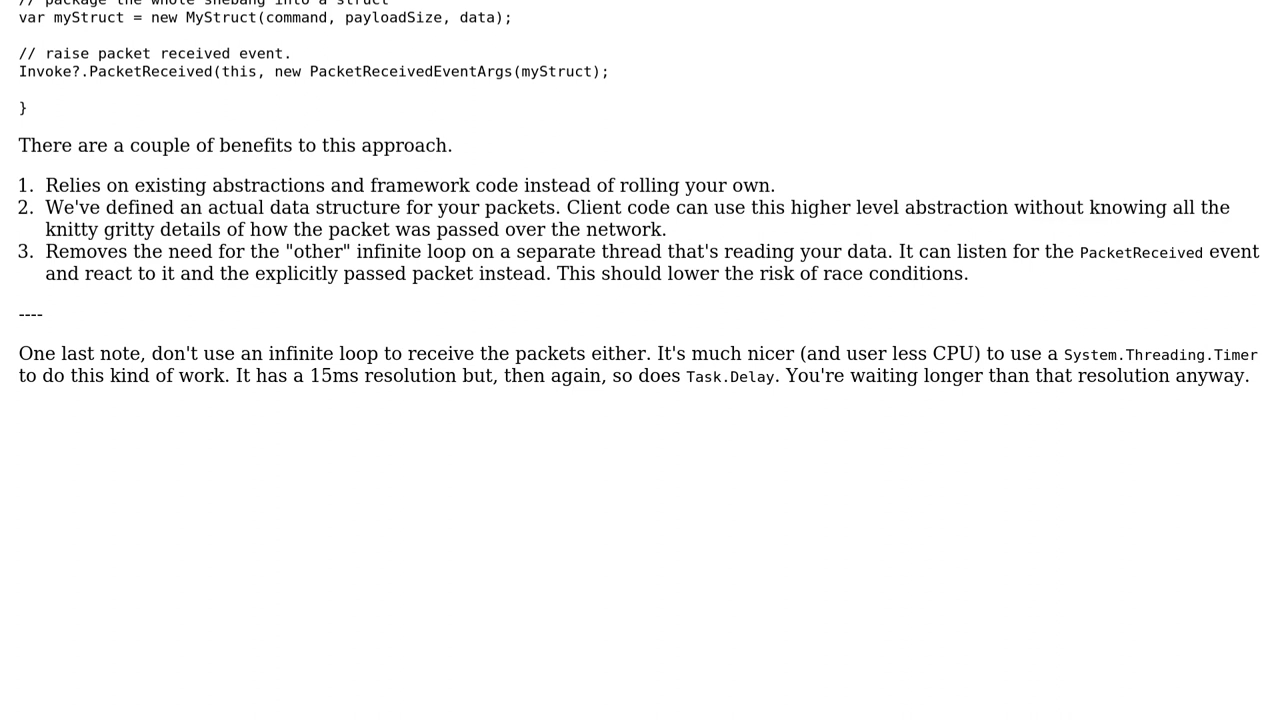 // package the whole shebang into a struct
var myStruct = new MyStruct(command, payloadSize, data);
// raise packet received event.
Invoke?.PacketReceived(this, new PacketReceivedEventArgs(myStruct);
}
There are a couple of benefits to this approach.
1. Relies on existing abstractions and framework code instead of rolling your own.
2. We've defined an actual data structure for your packets. Client code can use this higher level abstraction without knowing all the
knitty gritty details of how the packet was passed over the network.
3. Removes the need for the "other" infinite loop on a separate thread that's reading your data. It can listen for the PacketReceived event
and react to it and the explicitly passed packet instead. This should lower the risk of race conditions.
----
One last note, don't use an infinite loop to receive the packets either. It's much nicer (and user less CPU) to use a System.Threading.Timer
to do this kind of work. It has a 15ms resolution but, then again, so does Task.Delay. You're waiting longer than that resolution anyway.